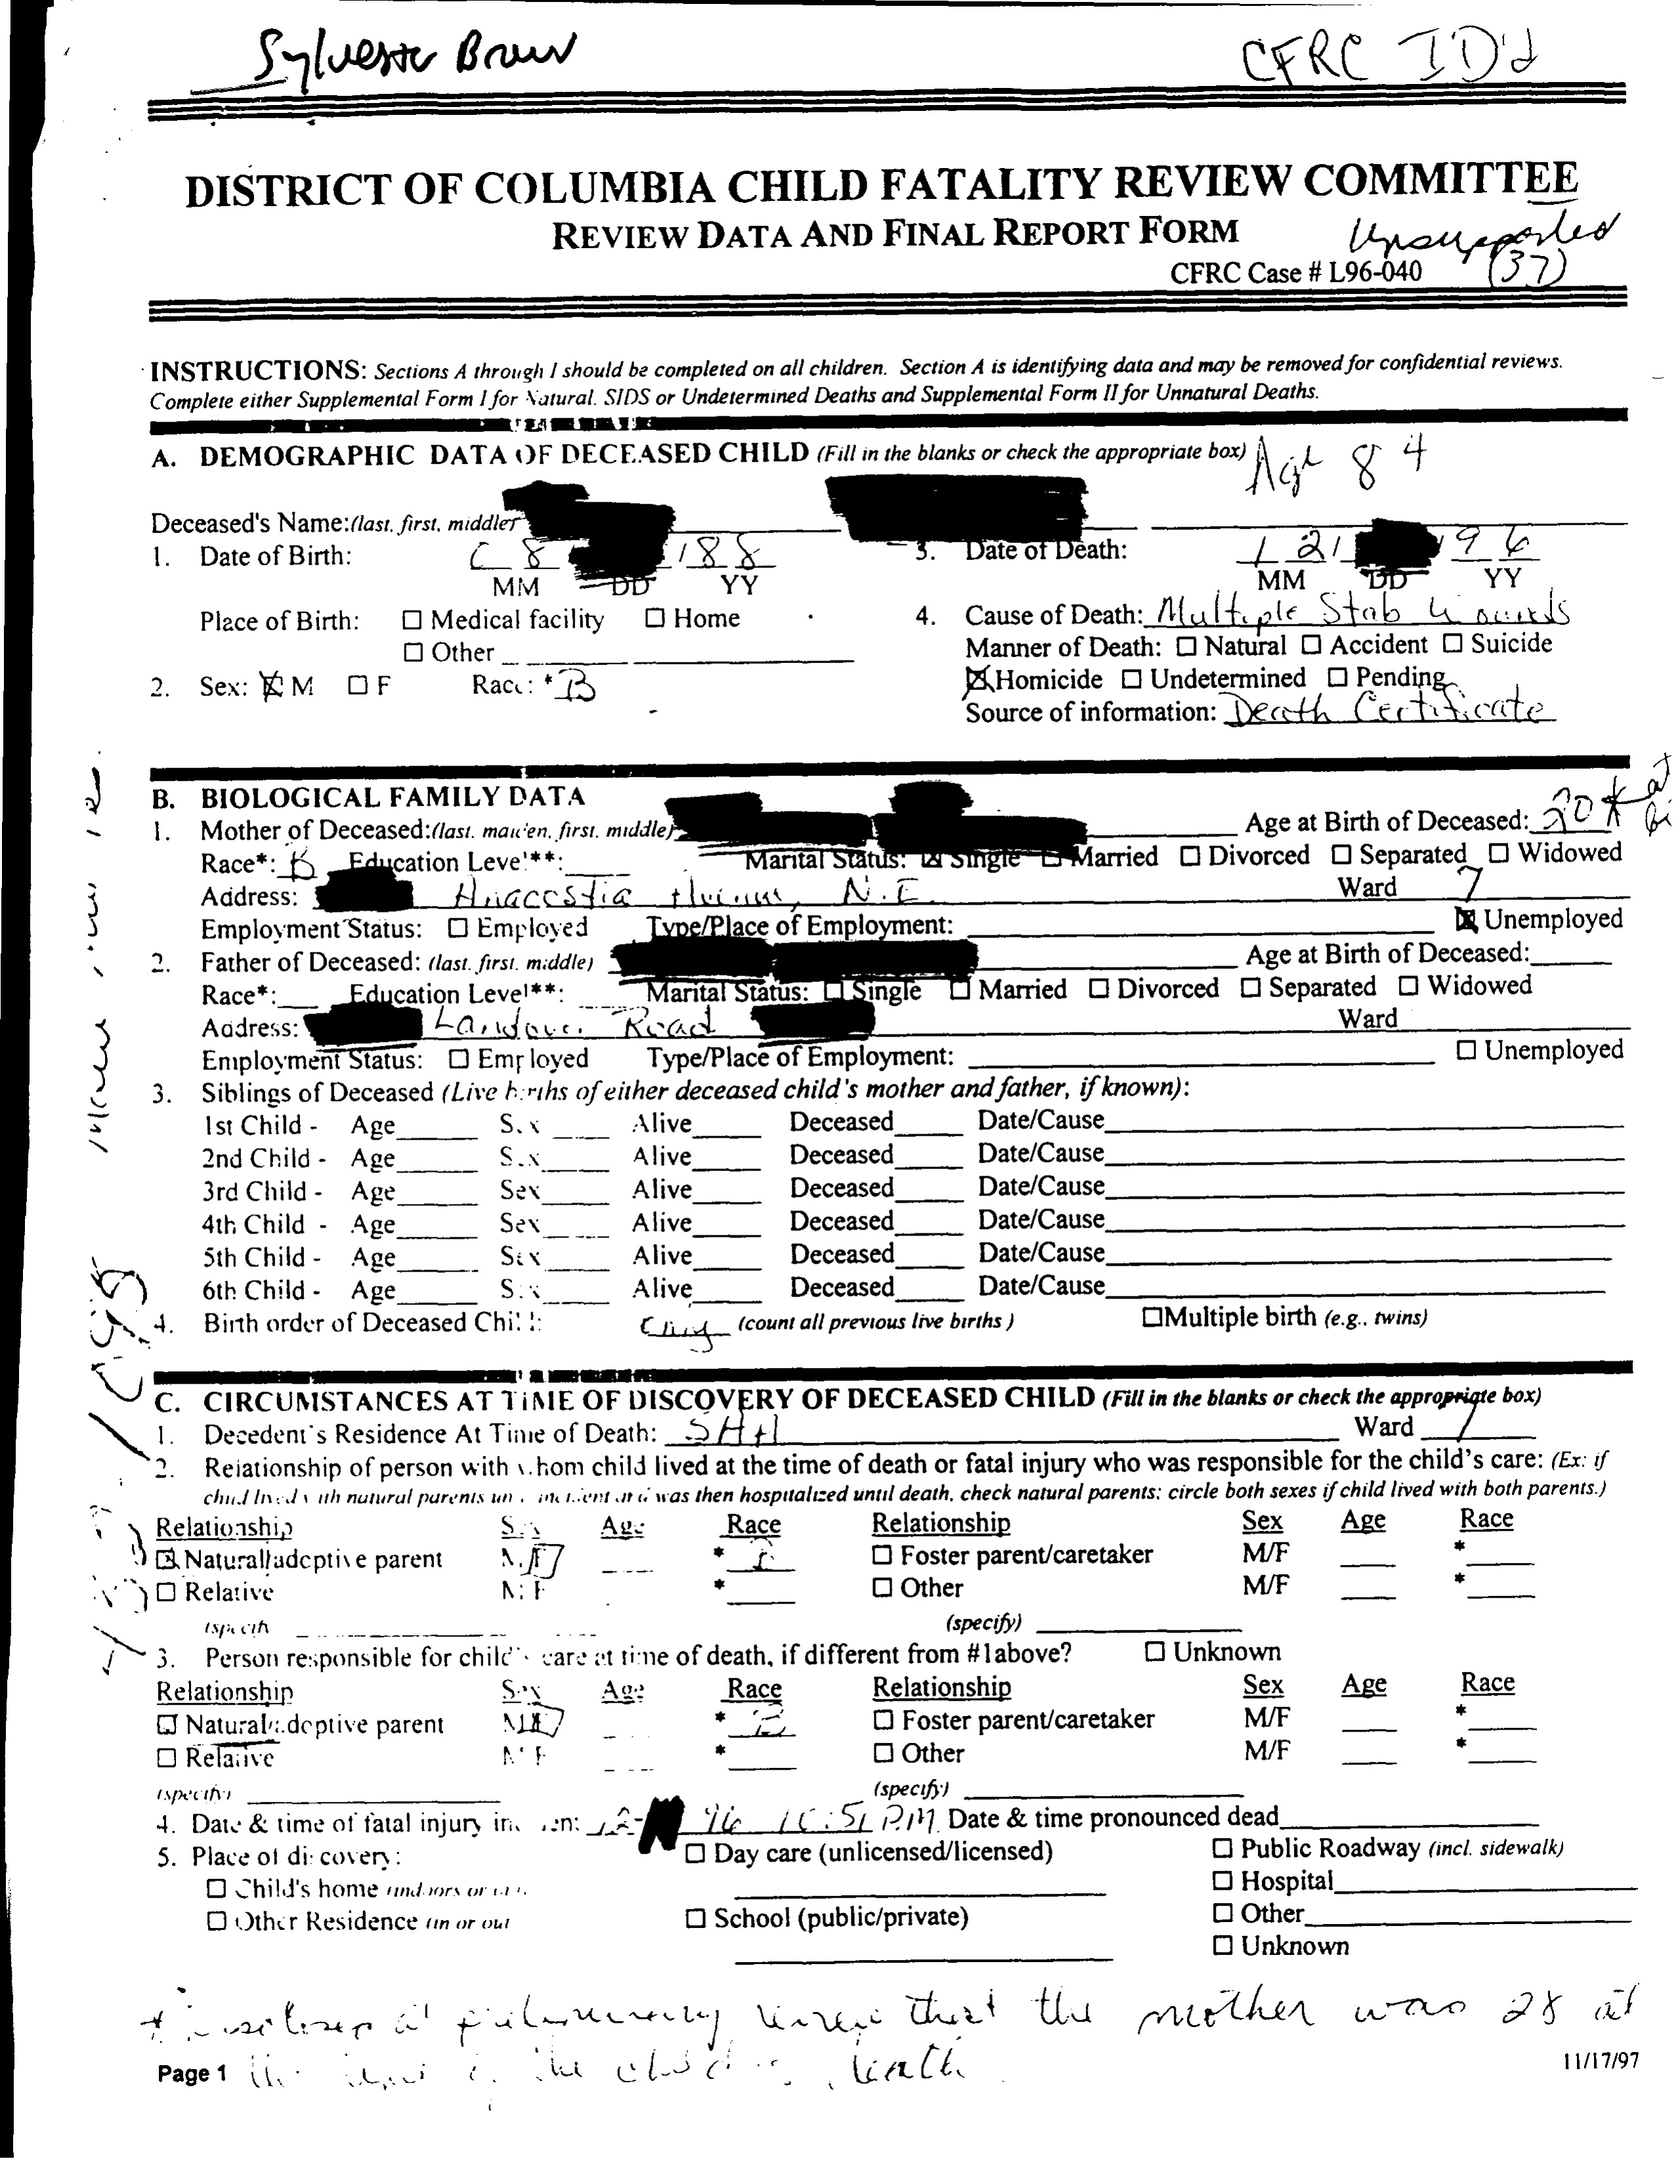 Sylvester Brown
CFRC ID'd
DISTRICT OF COLUMBIA CHILD FATALITY REVIEW COMMITTEE
REVIEW DATA AND FINAL REPORT FORM
Unsupported
CFRC Case # L96-040 (37)
INSTRUCTIONS: Sections A through I should be completed on all children. Section A is identifying data and may be removed for confidential reviews.
Complete either Supplemental Form I for Natural. SIDS or Undetermined Deaths and Supplemental Form II for Unnatural Deaths.
A. DEMOGRAPHIC DATA OF DECEASED CHILD (Fill in the blanks or check the appropriate box)
Age 8 4
Deceased's Name:(last, first, middle)
1. Date of Birth: 08 / 88 3. Date of Death: 12/ 96
MM DD YY MM DD YY
Place of Birth: ☐ Medical facility ☐ Home 4. Cause of Death: Multiple Stab Wounds
☐ Other Manner of Death: ☐ Natural ☐ Accident ☐ Suicide
2. Sex: ☒ M ☐ F Race: * B ☒ Homicide ☐ Undetermined ☐ Pending
Source of information: Death Certificate
B. BIOLOGICAL FAMILY DATA
1. Mother of Deceased:(last. maiden. first. middle) Age at Birth of Deceased: 20 * at
Race*: B Education Level**: Marital Status: ☒ Single ☐ Married ☐ Divorced ☐ Separated ☐ Widowed
Address: Anacostia Avenue, N.E. Ward 7
Employment Status: ☐ Employed Type/Place of Employment: ☒ Unemployed
2. Father of Deceased: (last. first. middle) Age at Birth of Deceased:
Race*: Education Level**: Marital Status: ☐ Single ☐ Married ☐ Divorced ☐ Separated ☐ Widowed
Address: Landover Road Ward
Employment Status: ☐ Employed Type/Place of Employment: ☐ Unemployed
3. Siblings of Deceased (Live births of either deceased child's mother and father, if known):
1st Child - Age Sex Alive Deceased Date/Cause
2nd Child - Age Sex Alive Deceased Date/Cause
3rd Child - Age Sex Alive Deceased Date/Cause
4th Child - Age Sex Alive Deceased Date/Cause
5th Child - Age Sex Alive Deceased Date/Cause
6th Child - Age Sex Alive Deceased Date/Cause
4. Birth order of Deceased Child: Only (count all previous live births ) ☐Multiple birth (e.g., twins)
C. CIRCUMSTANCES AT TIME OF DISCOVERY OF DECEASED CHILD (Fill in the blanks or check the appropriate box)
1. Decedent's Residence At Time of Death: Ward 7
2. Relationship of person with whom child lived at the time of death or fatal injury who was responsible for the child's care: (Ex: if
child lived with natural parents until incident and was then hospitalized until death, check natural parents; circle both sexes if child lived with both parents.)
Relationship Sex Age Race Relationship Sex Age Race
☒ Natural/adoptive parent M/F * B ☐ Foster parent/caretaker M/F *
☐ Relative M/F * ☐ Other M/F *
(specify (specify)
3. Person responsible for child's care at time of death, if different from #1above? ☐ Unknown
Relationship Sex Age Race Relationship Sex Age Race
☐ Natural/adoptive parent M/F * B ☐ Foster parent/caretaker M/F *
☐ Relative M/F * ☐ Other M/F *
(specify) (specify)
4. Date & time of fatal injury incident: 12- 96 10:51 P.M. Date & time pronounced dead
5. Place of discovery: ☐ Day care (unlicensed/licensed) ☐ Public Roadway (incl. sidewalk)
☐ Child's home (indoors or ☐ Hospital
☐ Other Residence (in or out ☐ School (public/private) ☐ Other
☐ Unknown
that the mother was 28 at
Page 1 the child death 11/17/97